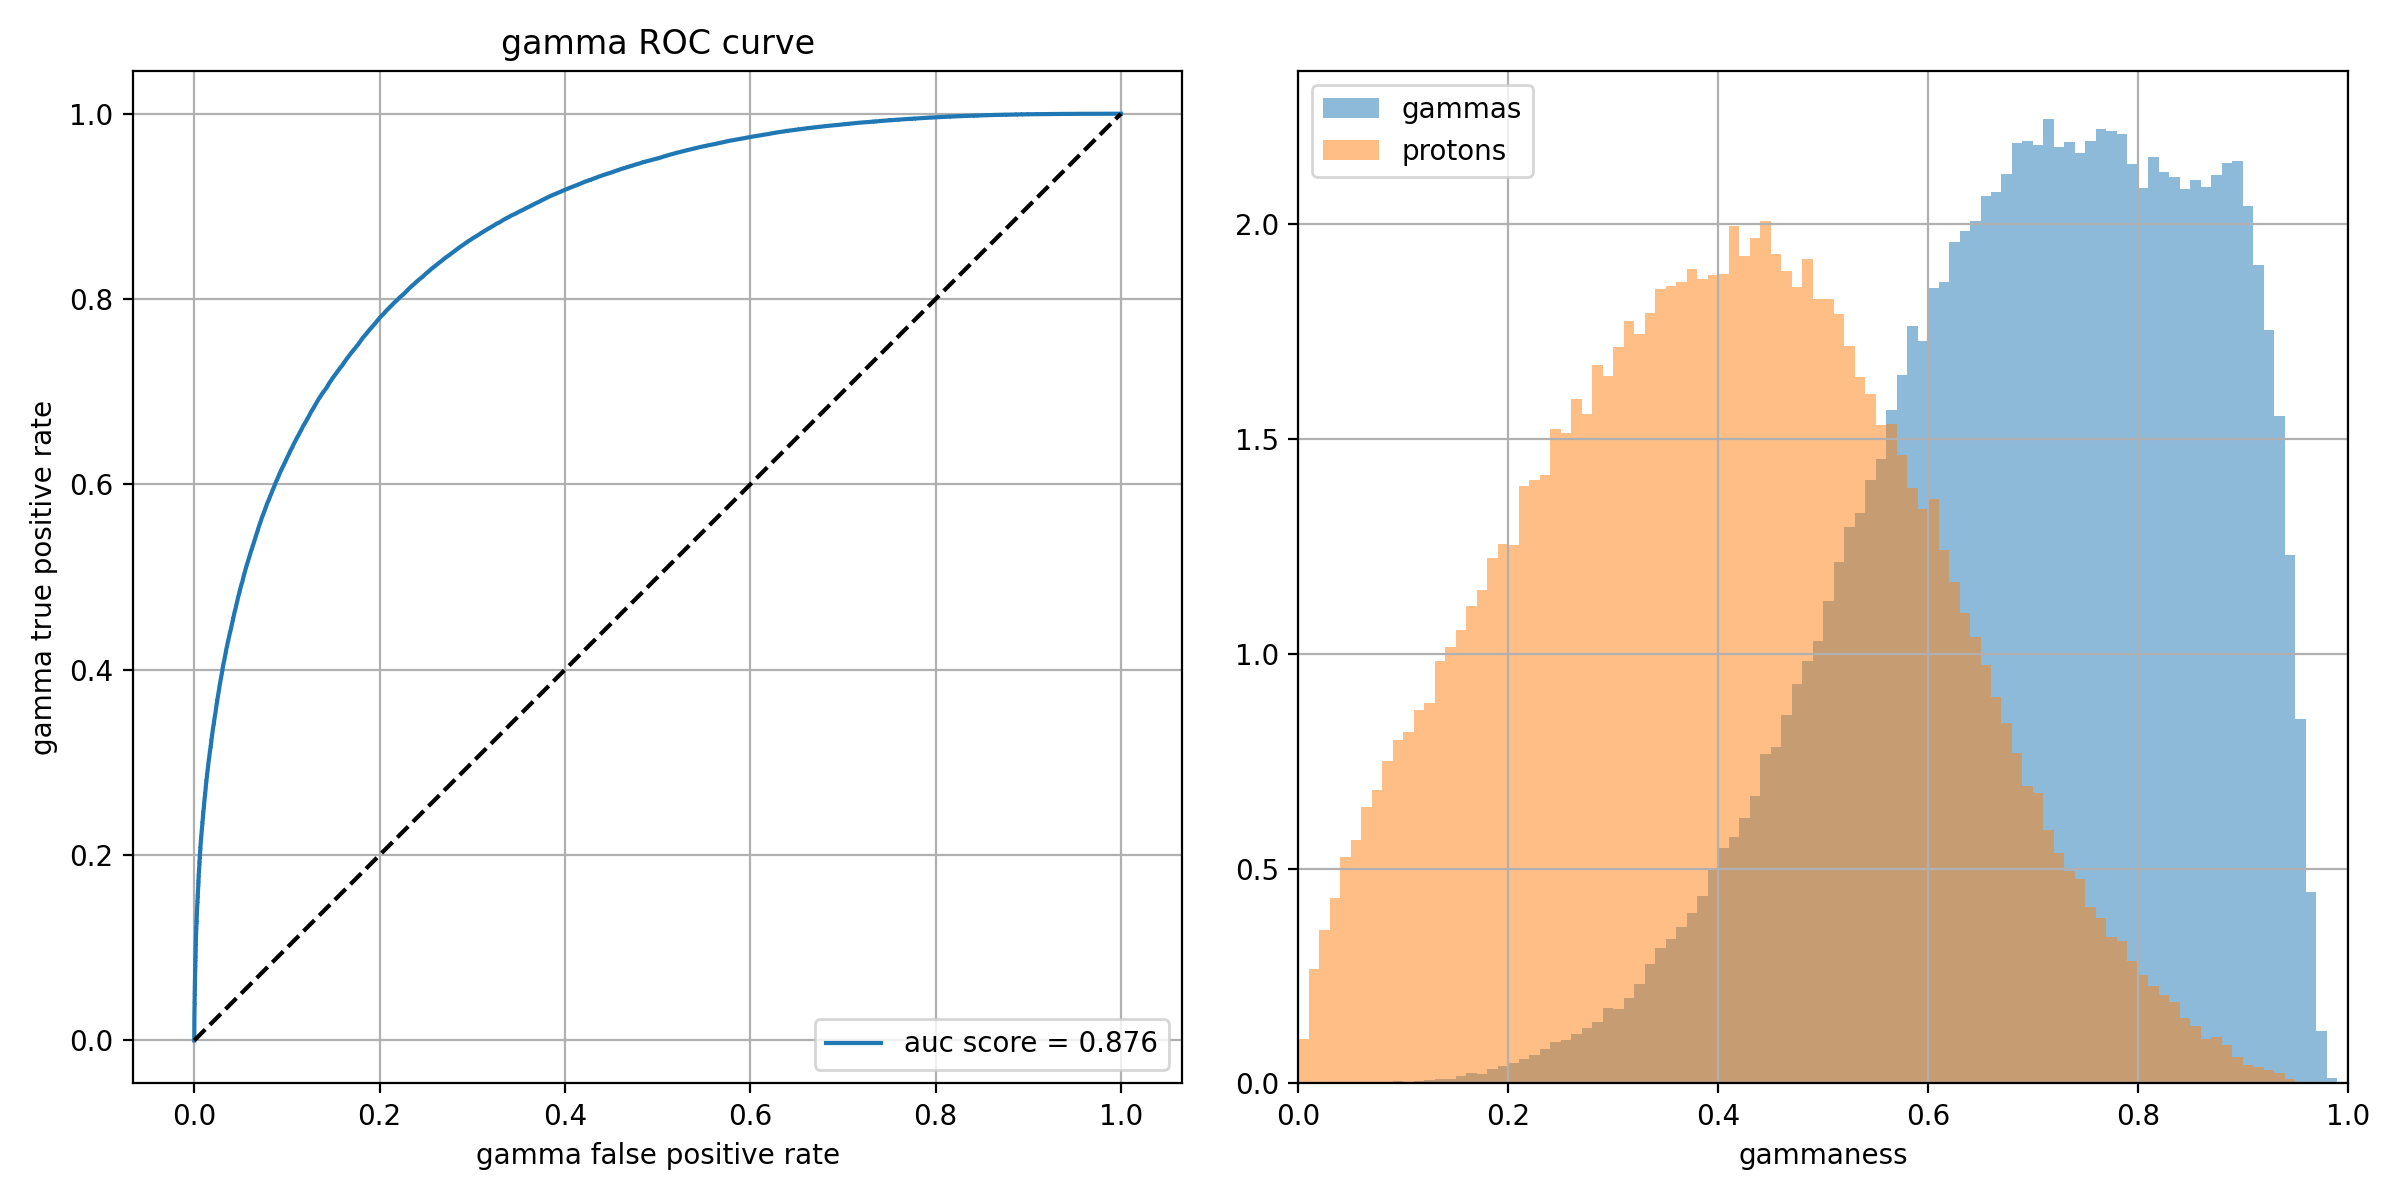 gamma ROC curve
1.0
0.8
0.6
0.4
0.2
0.0
gamma true positive rate
0.0 0.2 0.4 0.6 0.8 1.0
gamma false positive rate
auc score = 0.876
gammas
protons
2.0
1.5
1.0
0.5
0.0
0.0 0.2 0.4 0.6 0.8 1.0
gammaness